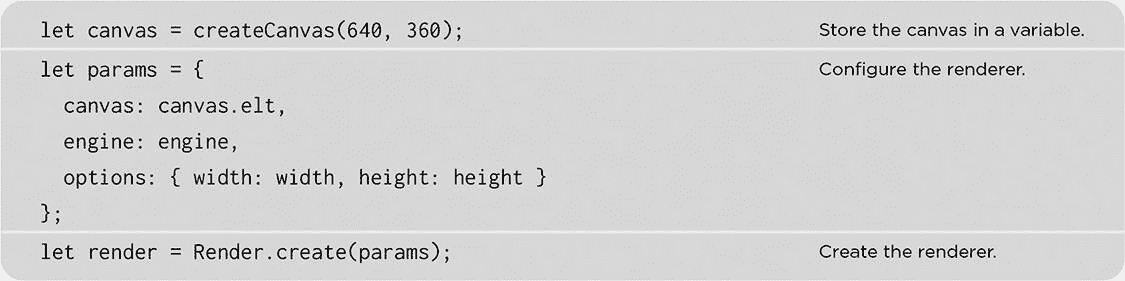 let canvas = createCanvas(640, 360); Store the canvas in a variable.
let params = { Configure the renderer.
canvas: canvas.elt,
engine: engine,
options: { width: width, height: height }
};
let render = Render.create(params); Create the renderer.